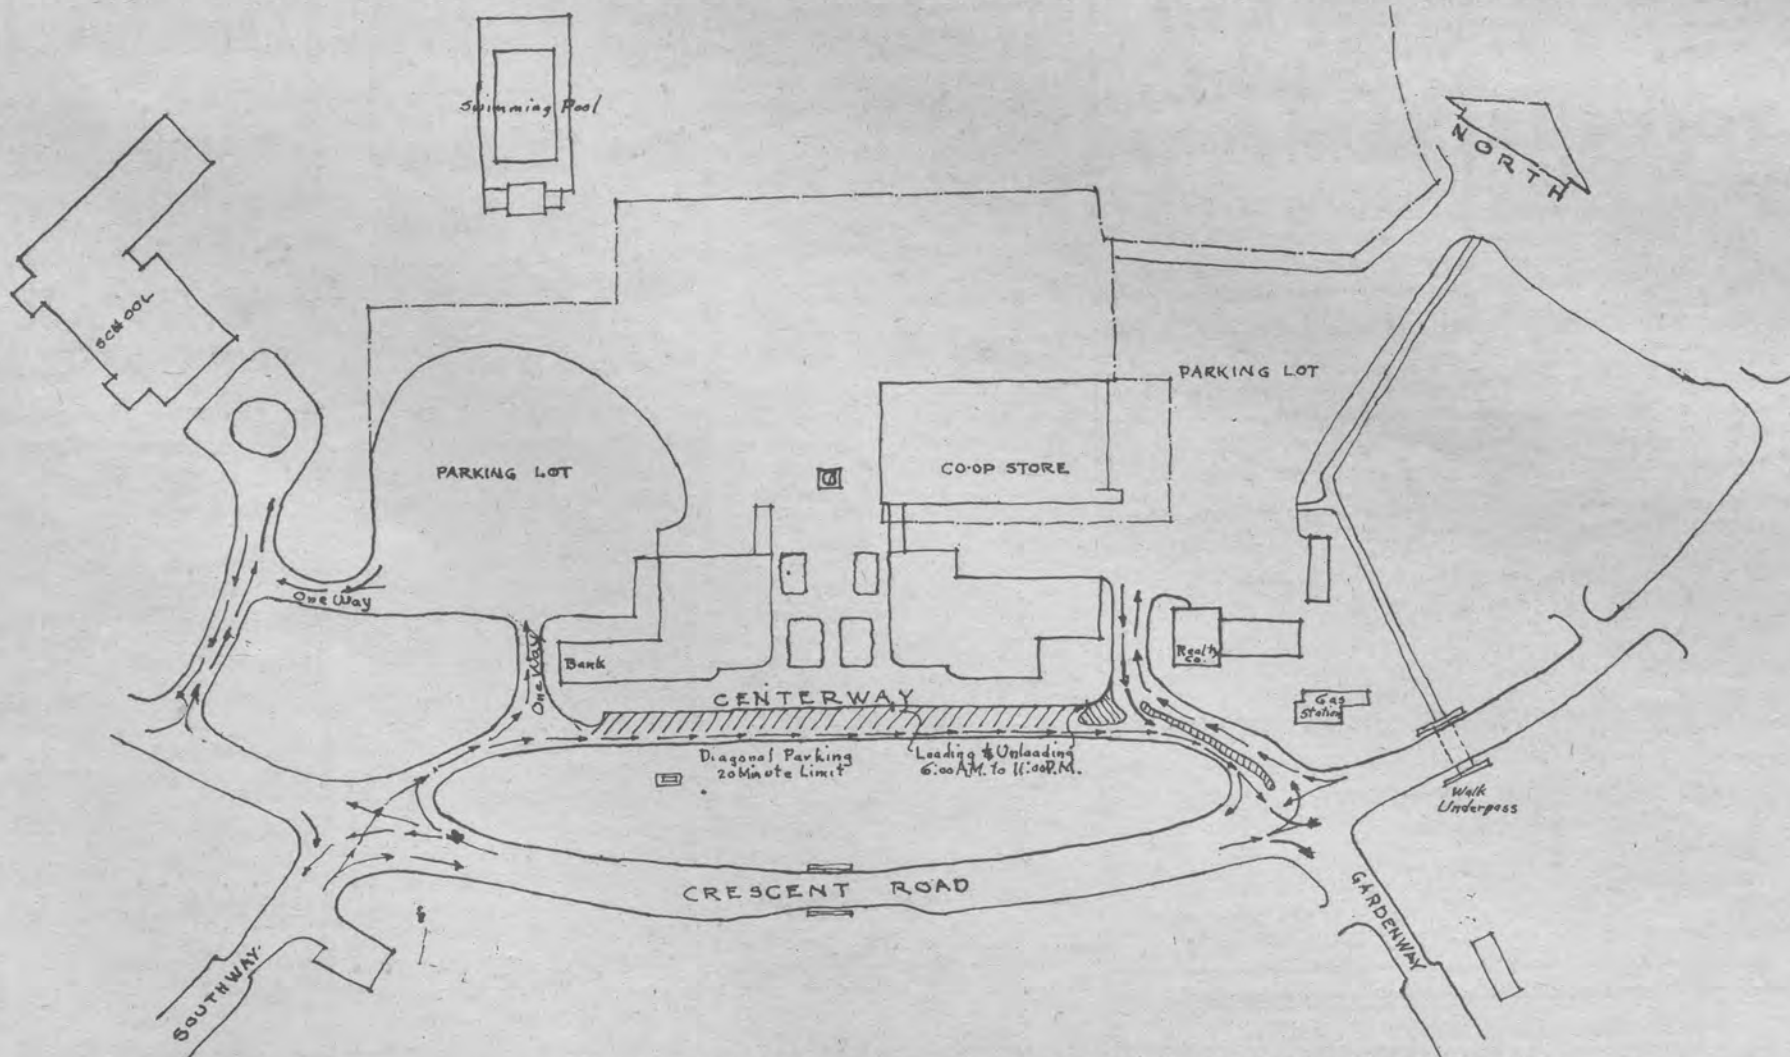 Swimming Pool
NORTH
SCHOOL
PARKING LOT
PARKING LOT
CO-OP STORE
One Way
One Way
Bank
Realty
Co.
Gas
Station
CENTERWAY
Diagonal Parking
20 Minute Limit
Loading & Unloading
6:00 A.M. To 11:00 P.M.
Walk
Underpass
CRESCENT ROAD
GARDENWAY
SOUTHWAY